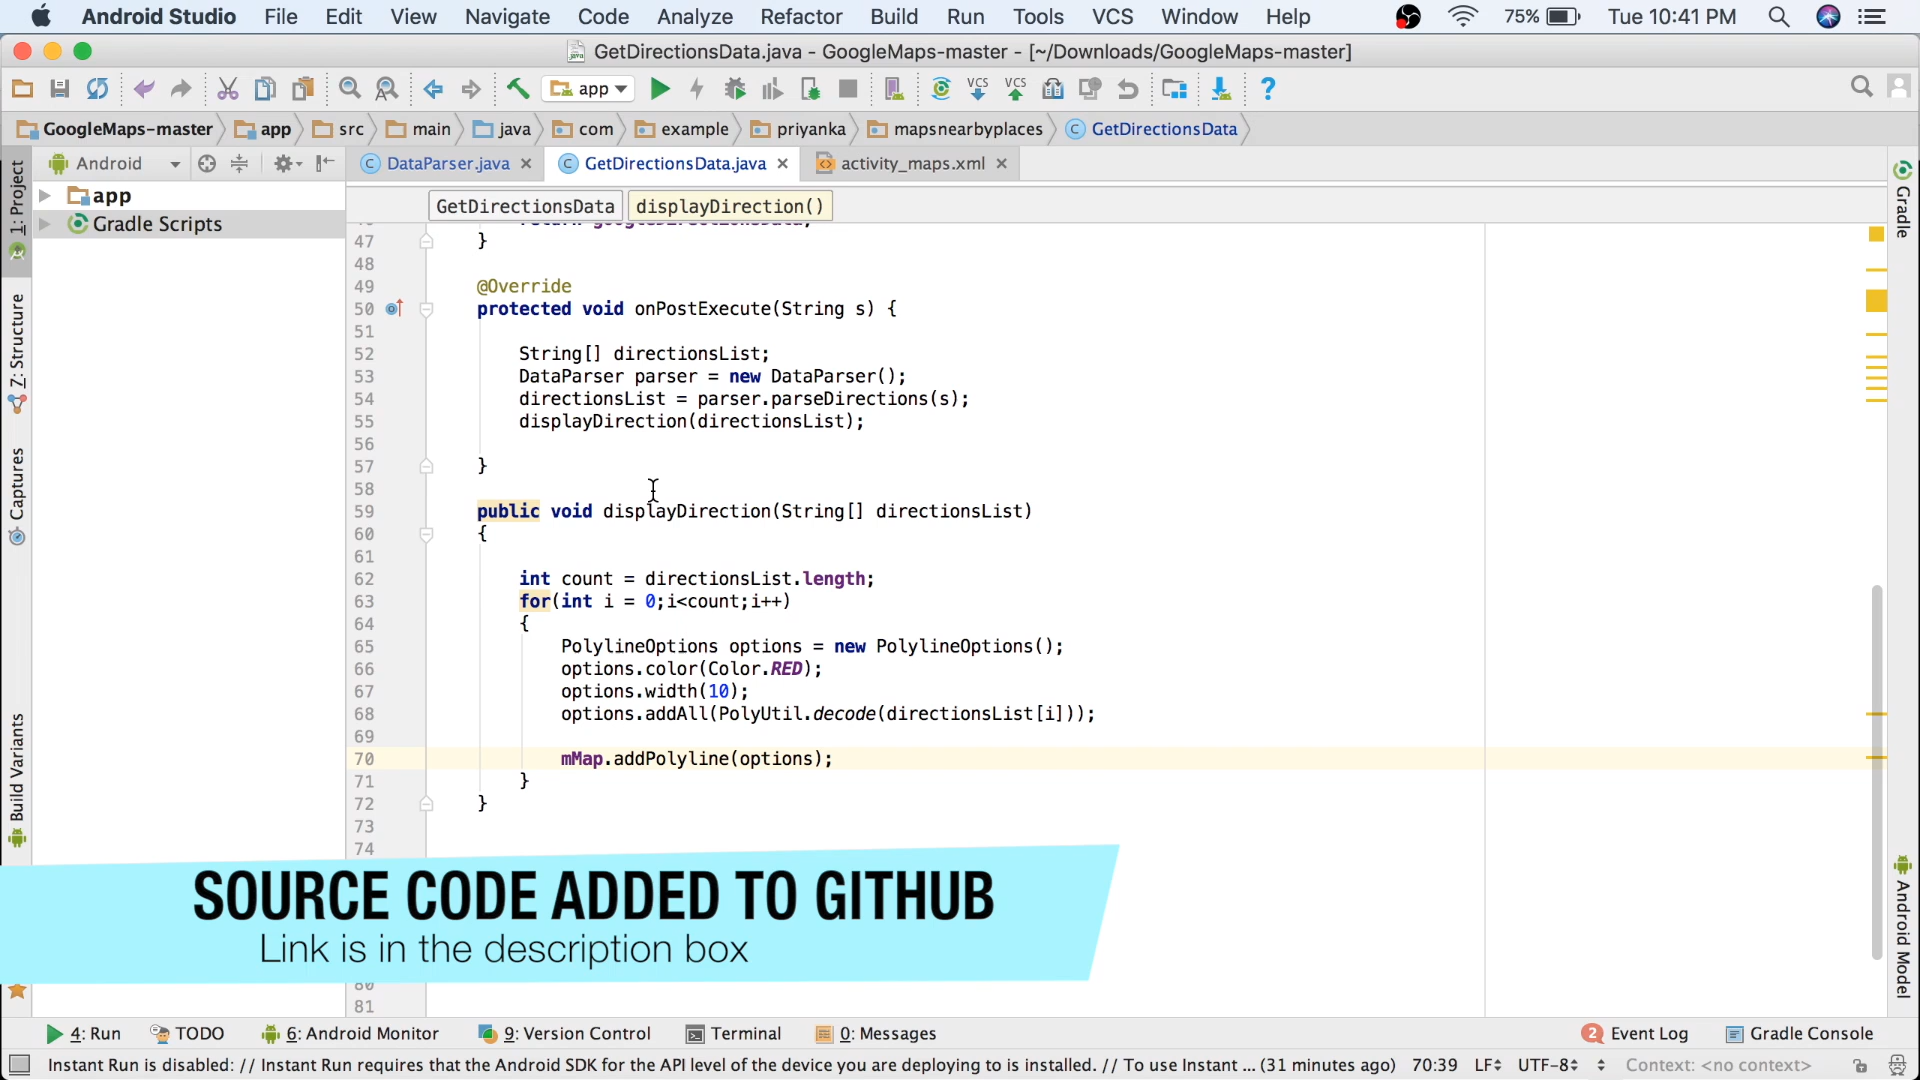 Android Studio File Edit View Navigate Code Analyze Refactor Build Run Tools VCS Window Help 75% Tue 10:41 PM
GetDirectionsData.java - GoogleMaps-master - [~/Downloads/GoogleMaps-master]
app VCS VCS ?
GoogleMaps-master app src main java com example priyanka mapsnearbyplaces GetDirectionsData
Android DataParser.java GetDirectionsData.java activity_maps.xml
app
Gradle Scripts
1: Project
Z: Structure
Captures
Build Variants
Gradle
Android Model
GetDirectionsData displayDirection()
47 }
48
49 @Override
50 protected void onPostExecute(String s) {
51
52 String[] directionsList;
53 DataParser parser = new DataParser();
54 directionsList = parser.parseDirections(s);
55 displayDirection(directionsList);
56
57 }
58
59 public void displayDirection(String[] directionsList)
60 {
61
62 int count = directionsList.length;
63 for(int i = 0;i<count;i++)
64 {
65 PolylineOptions options = new PolylineOptions();
66 options.color(Color.RED);
67 options.width(10);
68 options.addAll(PolyUtil.decode(directionsList[i]));
69
70 mMap.addPolyline(options);
71 }
72 }
73
74
SOURCE CODE ADDED TO GITHUB
Link is in the description box
80
81
4: Run TODO 6: Android Monitor 9: Version Control Terminal 0: Messages 2 Event Log Gradle Console
Instant Run is disabled: // Instant Run requires that the Android SDK for the API level of the device you are deploying to is installed. // To use Instant ... (31 minutes ago) 70:39 LF UTF-8 Context: <no context>